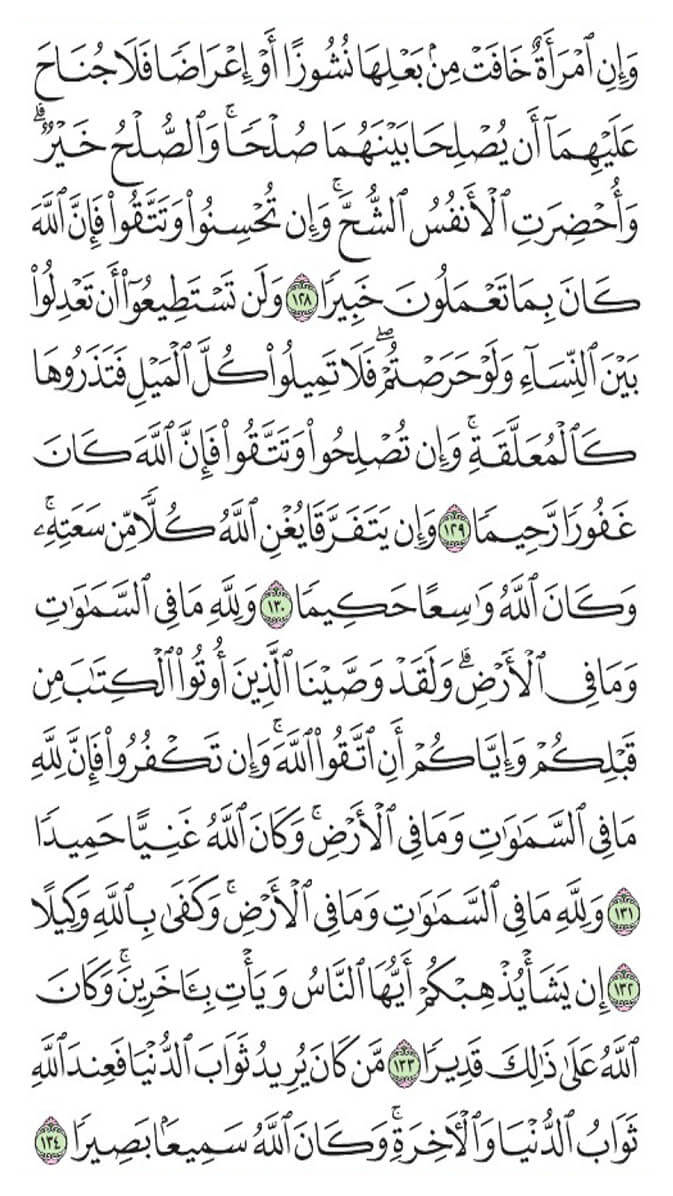 وَإِنِ ٱمْرَأَةٌ خَافَتْ مِنۢ بَعْلِهَا نُشُوزًا أَوْ إِعْرَاضًا فَلَا جُنَاحَ
عَلَيْهِمَآ أَن يُصْلِحَا بَيْنَهُمَا صُلْحًا ۚ وَٱلصُّلْحُ خَيْرٌ ۗ
وَأُحْضِرَتِ ٱلْأَنفُسُ ٱلشُّحَّ ۚ وَإِن تُحْسِنُوا۟ وَتَتَّقُوا۟ فَإِنَّ ٱللَّهَ
كَانَ بِمَا تَعْمَلُونَ خَبِيرًا ١٢٨ وَلَن تَسْتَطِيعُوٓا۟ أَن تَعْدِلُوا۟
بَيْنَ ٱلنِّسَآءِ وَلَوْ حَرَصْتُمْ ۖ فَلَا تَمِيلُوا۟ كُلَّ ٱلْمَيْلِ فَتَذَرُوهَا
كَٱلْمُعَلَّقَةِ ۚ وَإِن تُصْلِحُوا۟ وَتَتَّقُوا۟ فَإِنَّ ٱللَّهَ كَانَ
غَفُورًا رَّحِيمًا ١٢٩ وَإِن يَتَفَرَّقَا يُغْنِ ٱللَّهُ كُلًّا مِّن سَعَتِهِۦ ۚ
وَكَانَ ٱللَّهُ وَٰسِعًا حَكِيمًا ١٣٠ وَلِلَّهِ مَا فِى ٱلسَّمَٰوَٰتِ
وَمَا فِى ٱلْأَرْضِ ۗ وَلَقَدْ وَصَّيْنَا ٱلَّذِينَ أُوتُوا۟ ٱلْكِتَٰبَ مِن
قَبْلِكُمْ وَإِيَّاكُمْ أَنِ ٱتَّقُوا۟ ٱللَّهَ ۚ وَإِن تَكْفُرُوا۟ فَإِنَّ لِلَّهِ
مَا فِى ٱلسَّمَٰوَٰتِ وَمَا فِى ٱلْأَرْضِ ۚ وَكَانَ ٱللَّهُ غَنِيًّا حَمِيدًا
١٣١ وَلِلَّهِ مَا فِى ٱلسَّمَٰوَٰتِ وَمَا فِى ٱلْأَرْضِ ۚ وَكَفَىٰ بِٱللَّهِ وَكِيلًا
١٣٢ إِن يَشَأْ يُذْهِبْكُمْ أَيُّهَا ٱلنَّاسُ وَيَأْتِ بِـَٔاخَرِينَ ۚ وَكَانَ
ٱللَّهُ عَلَىٰ ذَٰلِكَ قَدِيرًا ١٣٣ مَّن كَانَ يُرِيدُ ثَوَابَ ٱلدُّنْيَا فَعِندَ ٱللَّهِ
ثَوَابُ ٱلدُّنْيَا وَٱلْـَٔاخِرَةِ ۚ وَكَانَ ٱللَّهُ سَمِيعًۢا بَصِيرًا ١٣٤